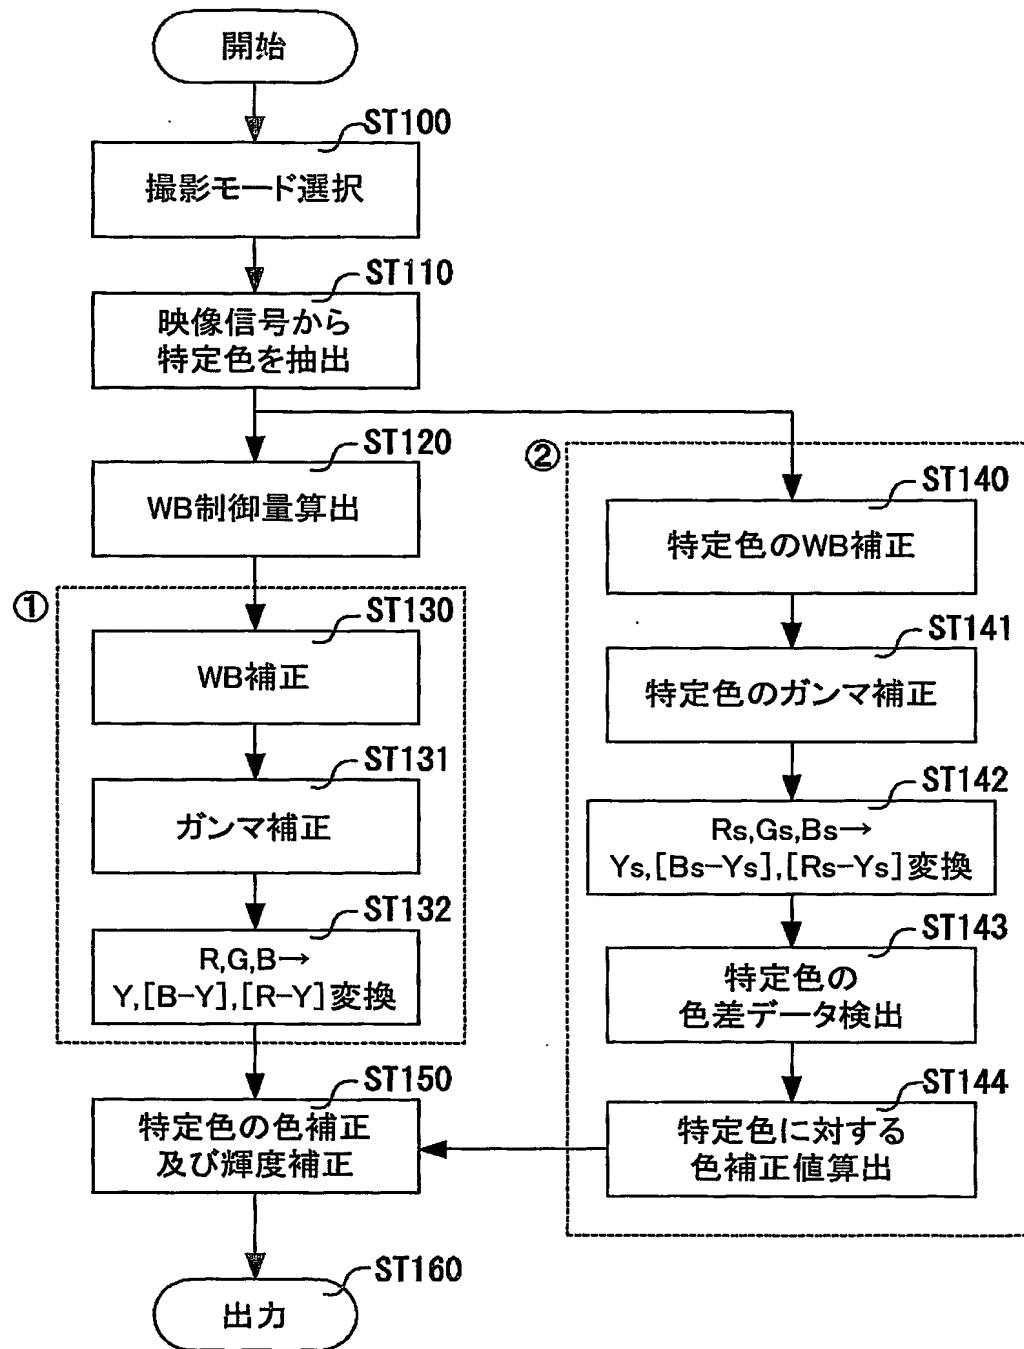 開始
ST100
撮影モード選択
ST110
映像信号から
特定色を抽出
ST120
WB制御量算出
①
ST130
WB補正
ST131
ガンマ補正
ST132
R,G,B→
Y,[B-Y],[R-Y]変換
②
ST140
特定色のWB補正
ST141
特定色のガンマ補正
ST142
Rs,Gs,Bs→
Ys,[Bs-Ys],[Rs-Ys]変換
ST143
特定色の
色差データ検出
ST144
特定色に対する
色補正値算出
ST150
特定色の色補正
及び輝度補正
ST160
出力